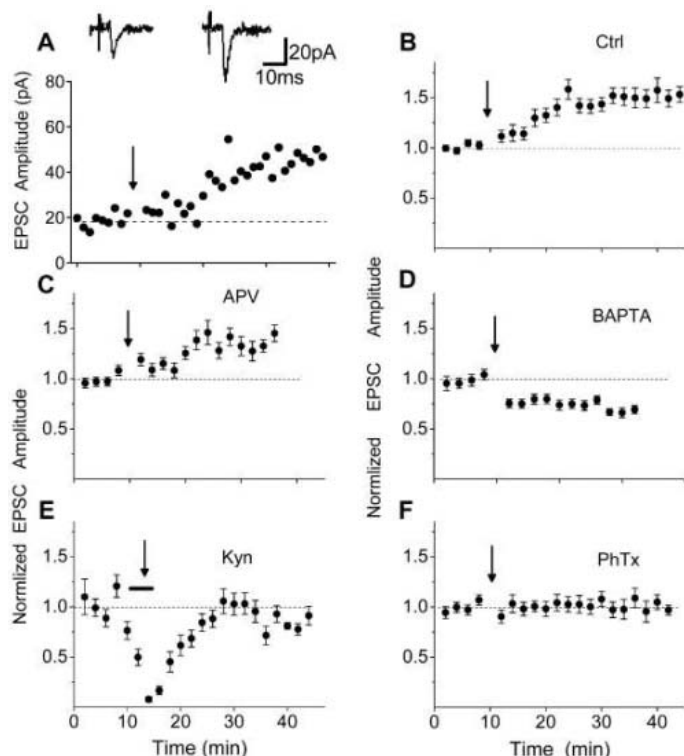 A
20pA
10ms
EPSC Amplitude (pA)
80
60
40
20
0
B
Ctrl
1.5
1.0
0.5
C
APV
1.5
1.0
0.5
D
BAPTA
1.5
1.0
0.5
Normlized EPSC Amplitude
Normlized EPSC Amplitude
E
Kyn
1.5
1.0
0.5
0 10 20 30 40
Time (min)
F
PhTx
1.5
1.0
0.5
0 10 20 30 40
Time (min)